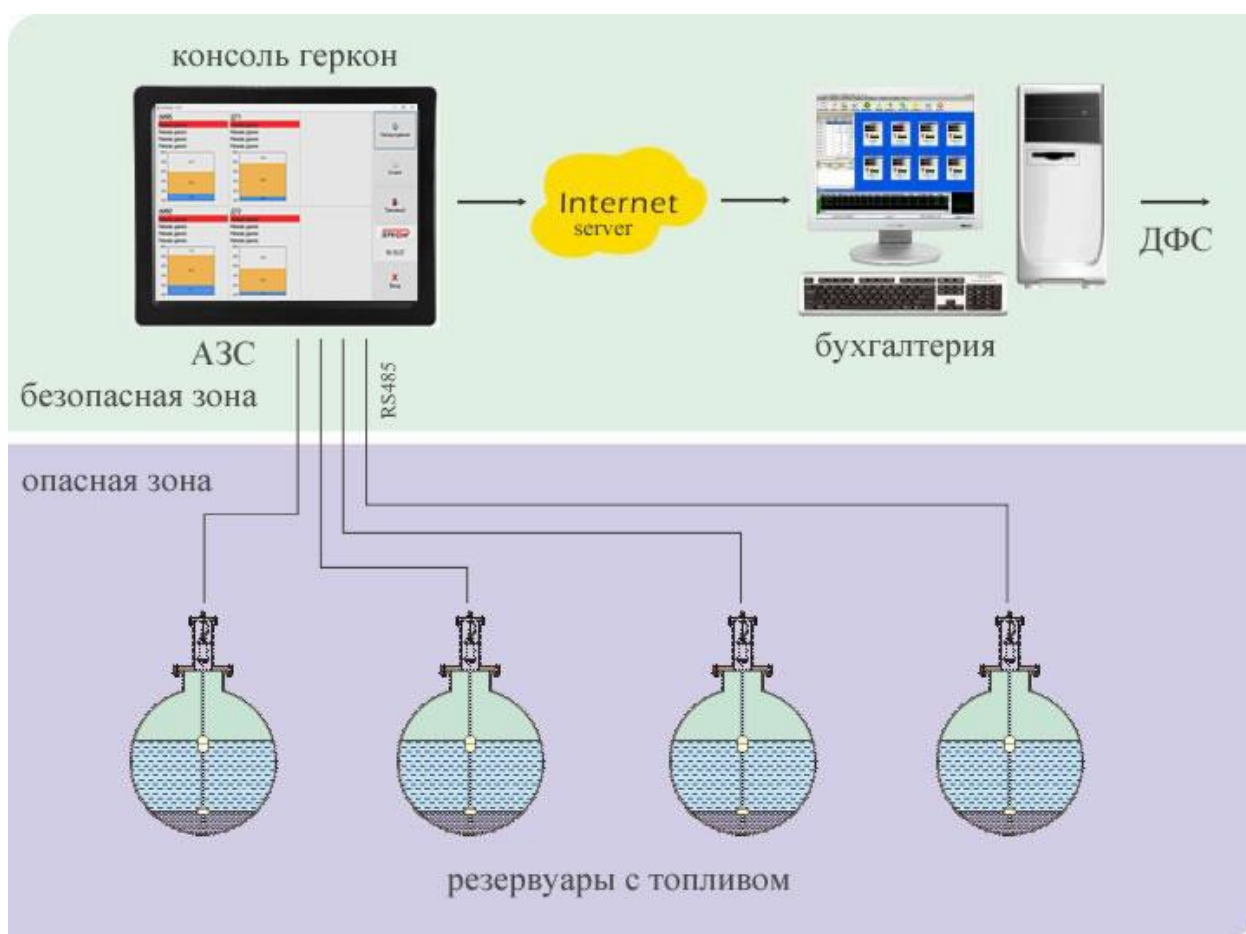 консоль геркон
Internet
server
ДФС
АЗС
бухгалтерия
безопасная зона
RS485
опасная зона
резервуары с топливом